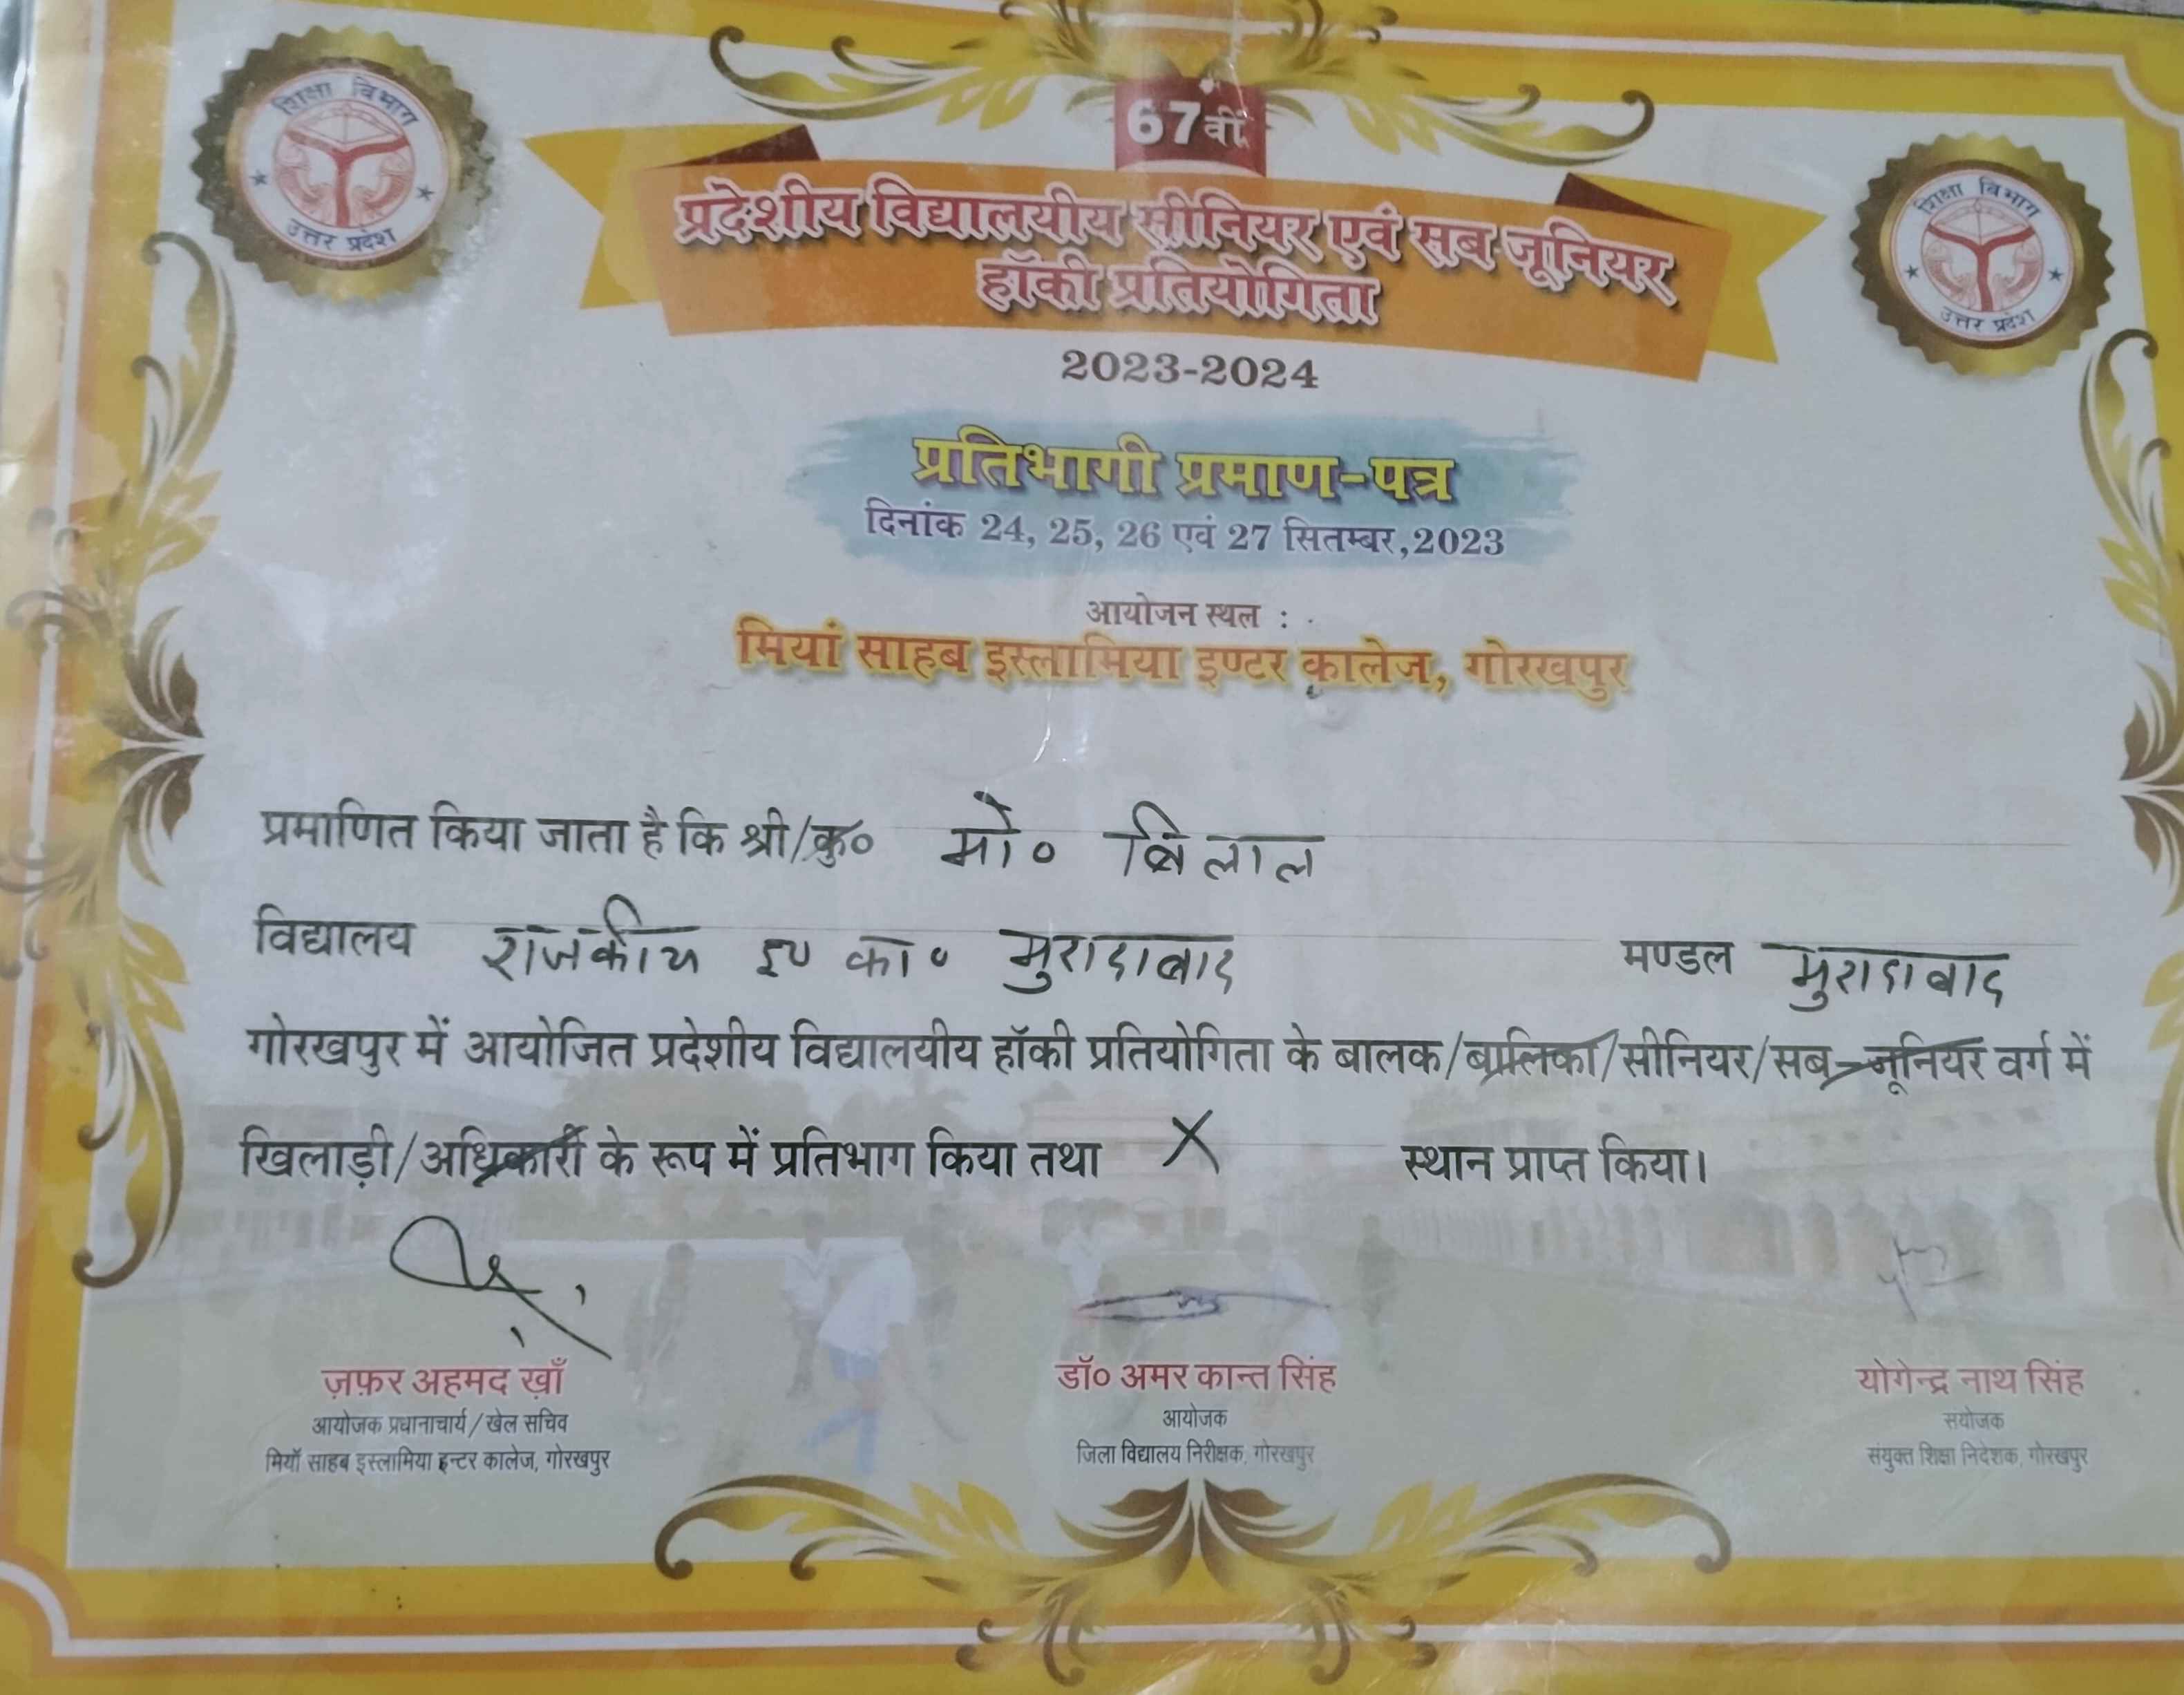 शिक्षा विभाग
उत्तर प्रदेश
शिक्षा विभाग
उत्तर प्रदेश
67वीं
प्रदेशीय विद्यालयीय सीनियर एवं सब जूनियर
हॉकी प्रतियोगिता
2023-2024
प्रतिभागी प्रमाण-पत्र
दिनांक 24, 25, 26 एवं 27 सितम्बर, 2023
आयोजन स्थल :
मियां साहब इस्लामिया इण्टर कालेज, गोरखपुर
प्रमाणित किया जाता है कि श्री/कु० मो० बिलाल
विद्यालय राजकीय इ० का० मुरादाबाद मण्डल मुरादाबाद
गोरखपुर में आयोजित प्रदेशीय विद्यालयीय हॉकी प्रतियोगिता के बालक/बालिका/सीनियर/सब-जूनियर वर्ग में
खिलाड़ी/अधिकारी के रूप में प्रतिभाग किया तथा X स्थान प्राप्त किया।
ज़फ़र अहमद ख़ाँ डॉ० अमर कान्त सिंह योगेन्द्र नाथ सिंह
आयोजक प्रधानाचार्य/खेल सचिव आयोजक सयोजक
मियॉ साहब इस्लामिया इन्टर कालेज, गोरखपुर जिला विद्यालय निरीक्षक, गोरखपुर संयुक्त शिक्षा निदेशक, गोरखपुर